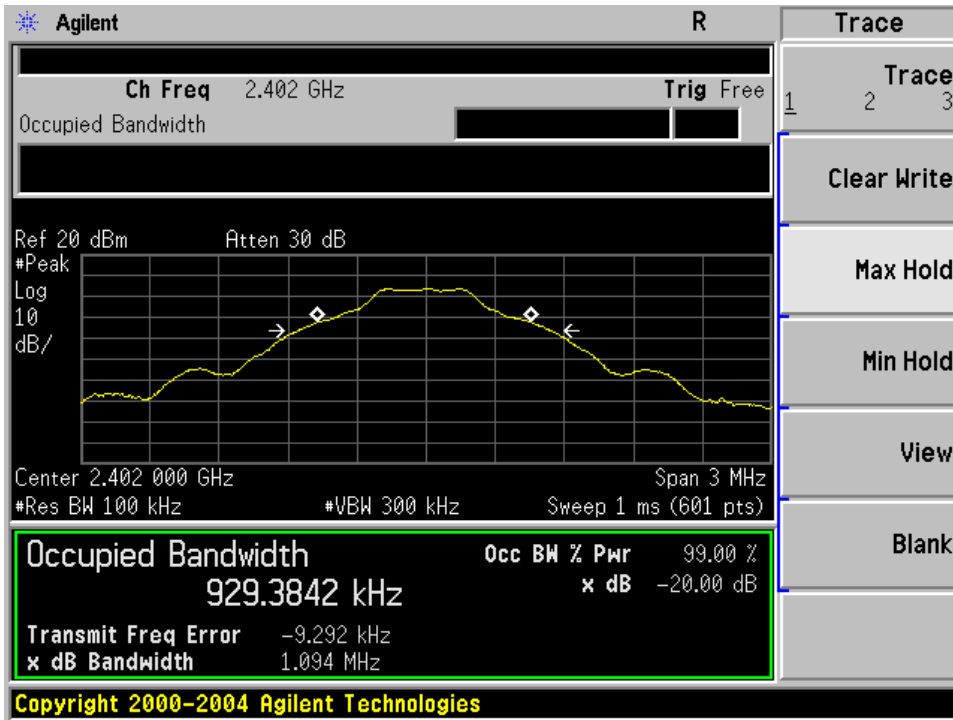 Agilent R Trace
Ch Freq 2.402 GHz Trig Free
Occupied Bandwidth
Trace
1 2 3
Clear Write
Max Hold
Min Hold
View
Blank
Ref 20 dBm Atten 30 dB
#Peak
Log
10
dB/
Center 2.402 000 GHz Span 3 MHz
#Res BW 100 kHz #VBW 300 kHz Sweep 1 ms (601 pts)
Occupied Bandwidth Occ BW % Pwr 99.00 %
929.3842 kHz x dB -20.00 dB
Transmit Freq Error -9.292 kHz
x dB Bandwidth 1.094 MHz
Copyright 2000-2004 Agilent Technologies